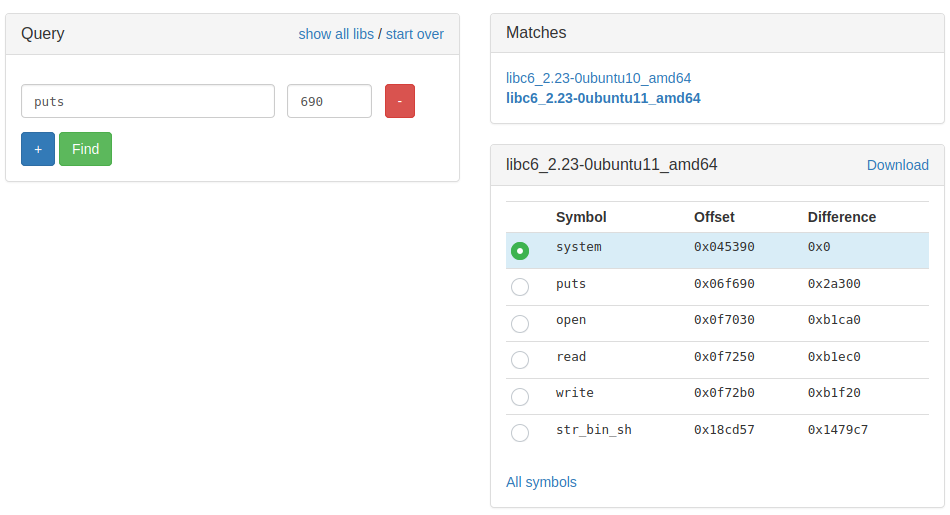 Query show all libs / start over
puts 690 -
+ Find
Matches
libc6_2.23-0ubuntu10_amd64
libc6_2.23-0ubuntu11_amd64
libc6_2.23-0ubuntu11_amd64 Download
Symbol Offset Difference
system 0x045390 0x0
puts 0x06f690 0x2a300
open 0x0f7030 0xb1ca0
read 0x0f7250 0xb1ec0
write 0x0f72b0 0xb1f20
str_bin_sh 0x18cd57 0x1479c7
All symbols